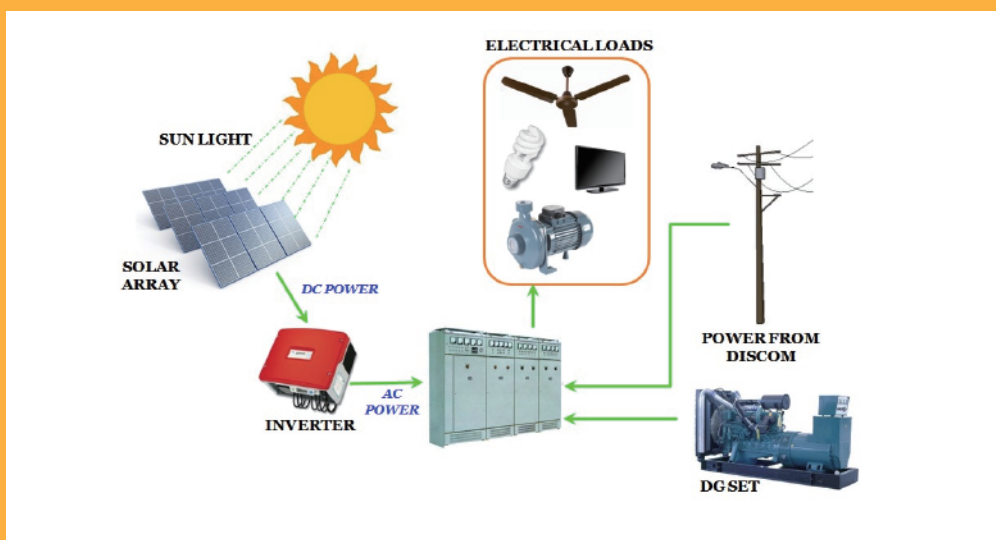 ELECTRICAL LOADS
SUN LIGHT
SOLAR
ARRAY
DC POWER
POWER FROM
DISCOM
AC
POWER
INVERTER
DG SET